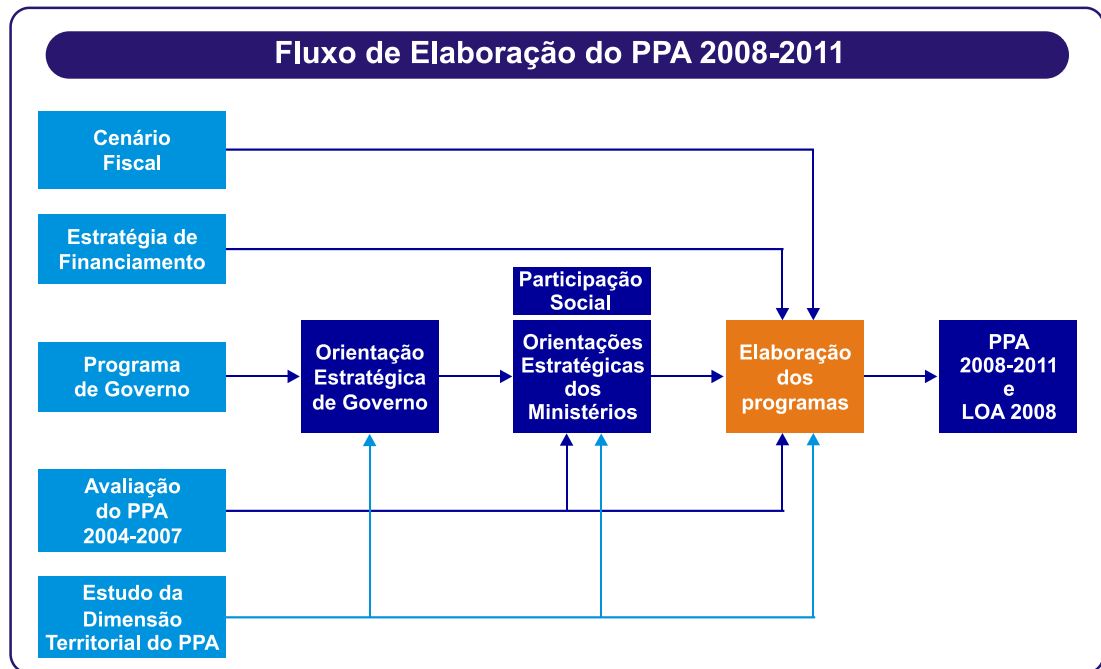 Fluxo de Elaboração do PPA 2008-2011
Cenário
Fiscal
Estratégia de
Financiamento
Participação
Social
Programa
de Governo
Orientação
Estratégica
de Governo
Orientações
Estratégicas
dos
Ministérios
Elaboração
dos
programas
PPA
2008-2011
e
LOA 2008
Avaliação
do PPA
2004-2007
Estudo da
Dimensão
Territorial do PPA